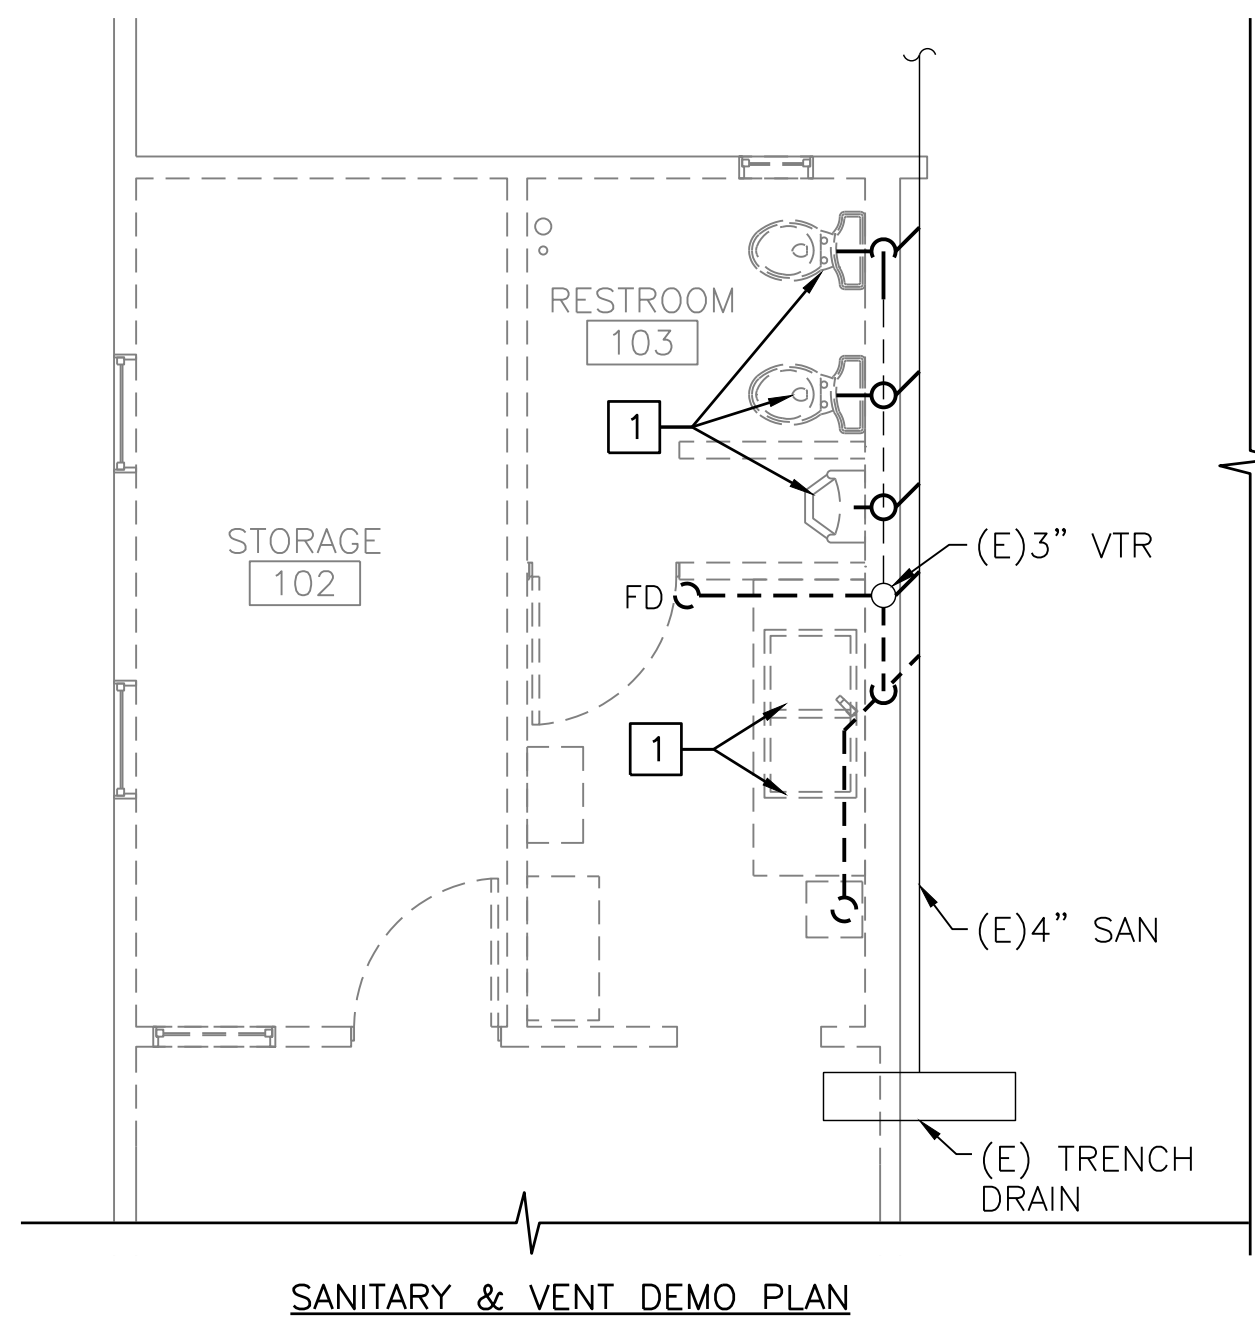 RESTROOM
103
1
STORAGE
102
(E)3" VTR
FD
1
(E)4" SAN
(E) TRENCH
DRAIN
SANITARY & VENT DEMO PLAN